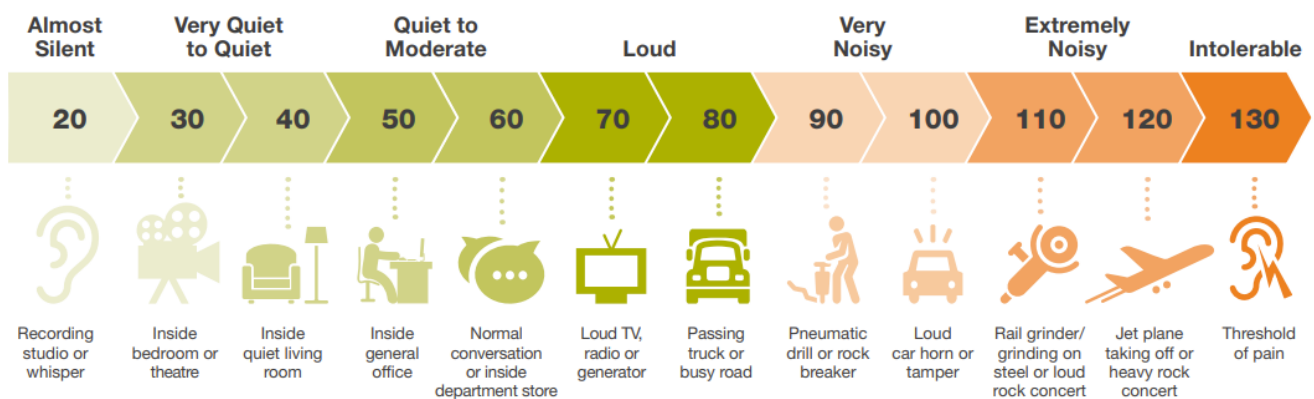 Almost
Silent
Very Quiet
to Quiet
Quiet to
Moderate
Loud
Very
Noisy
Extremely
Noisy
Intolerable
20
30
40
50
60
70
80
90
100
110
120
130
Recording
studio or
whisper
Inside
bedroom or
theatre
Inside
quiet living
room
Inside
general
office
Normal
conversation
or inside
department store
Loud TV,
radio or
generator
Passing
truck or
busy road
Pneumatic
drill or rock
breaker
Loud
car horn or
tamper
Rail grinder/
grinding on
steel or loud
rock concert
Jet plane
taking off or
heavy rock
concert
Threshold
of pain